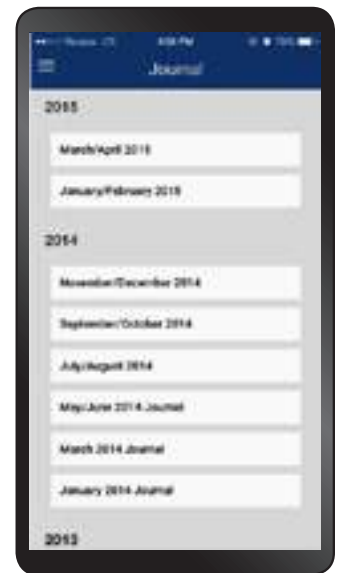 Journal
2015
March/April 2015
January/February 2015
2014
November/December 2014
September/October 2014
July/August 2014
May/June 2014 Journal
March 2014 Journal
January 2014 Journal
2013